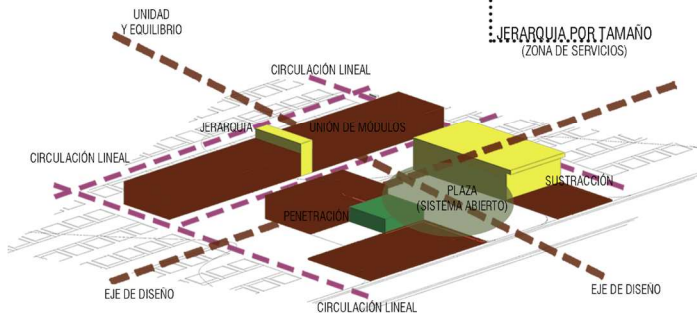 UNIDAD
Y EQUILIBRIO
JERARQUIA POR TAMAÑO
(ZONA DE SERVICIOS)
CIRCULACIÓN LINEAL
JERARQUIA
UNIÓN DE MÓDULOS
CIRCULACIÓN LINEAL
SUSTRACCIÓN
PLAZA
(SISTEMA ABIERTO)
PENETRACIÓN
EJE DE DISEÑO
EJE DE DISEÑO
CIRCULACIÓN LINEAL